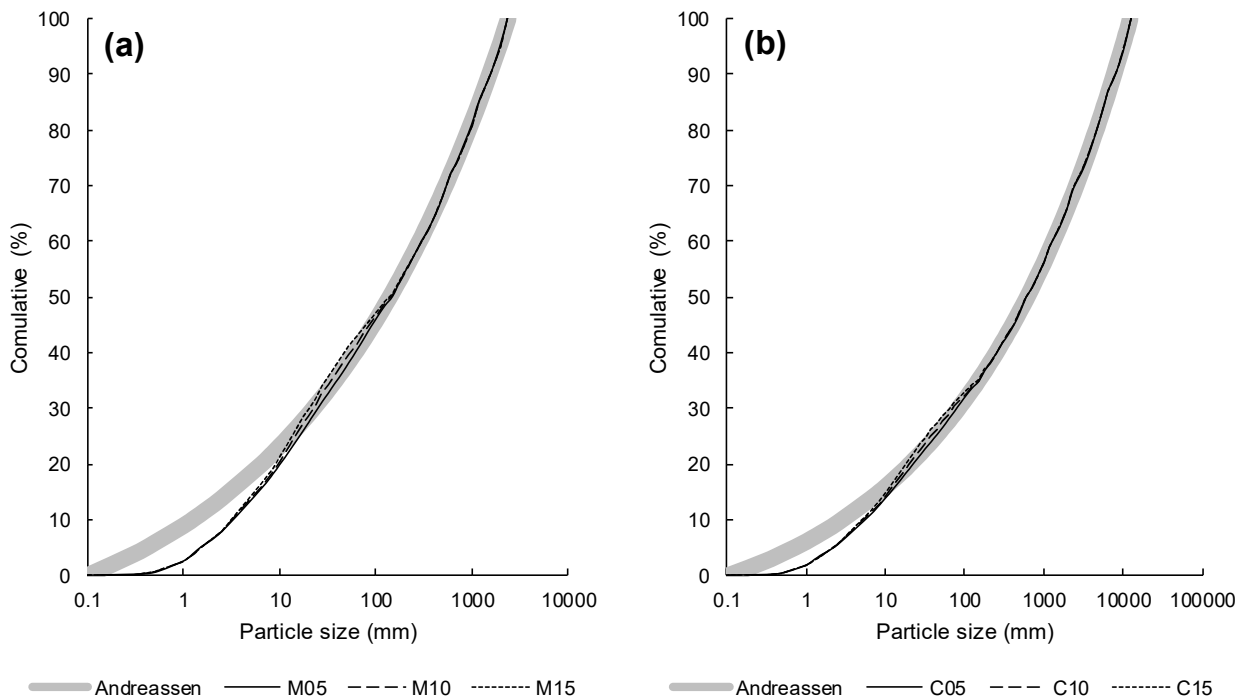 (a)
100
90
80
70
60
50
40
30
20
10
0
Comulative (%)
0.1 1 10 100 1000 10000
Particle size (mm)
Andreassen M05 M10 M15
(b)
100
90
80
70
60
50
40
30
20
10
0
Comulative (%)
0.1 1 10 100 1000 10000 100000
Particle size (mm)
Andreassen C05 C10 C15